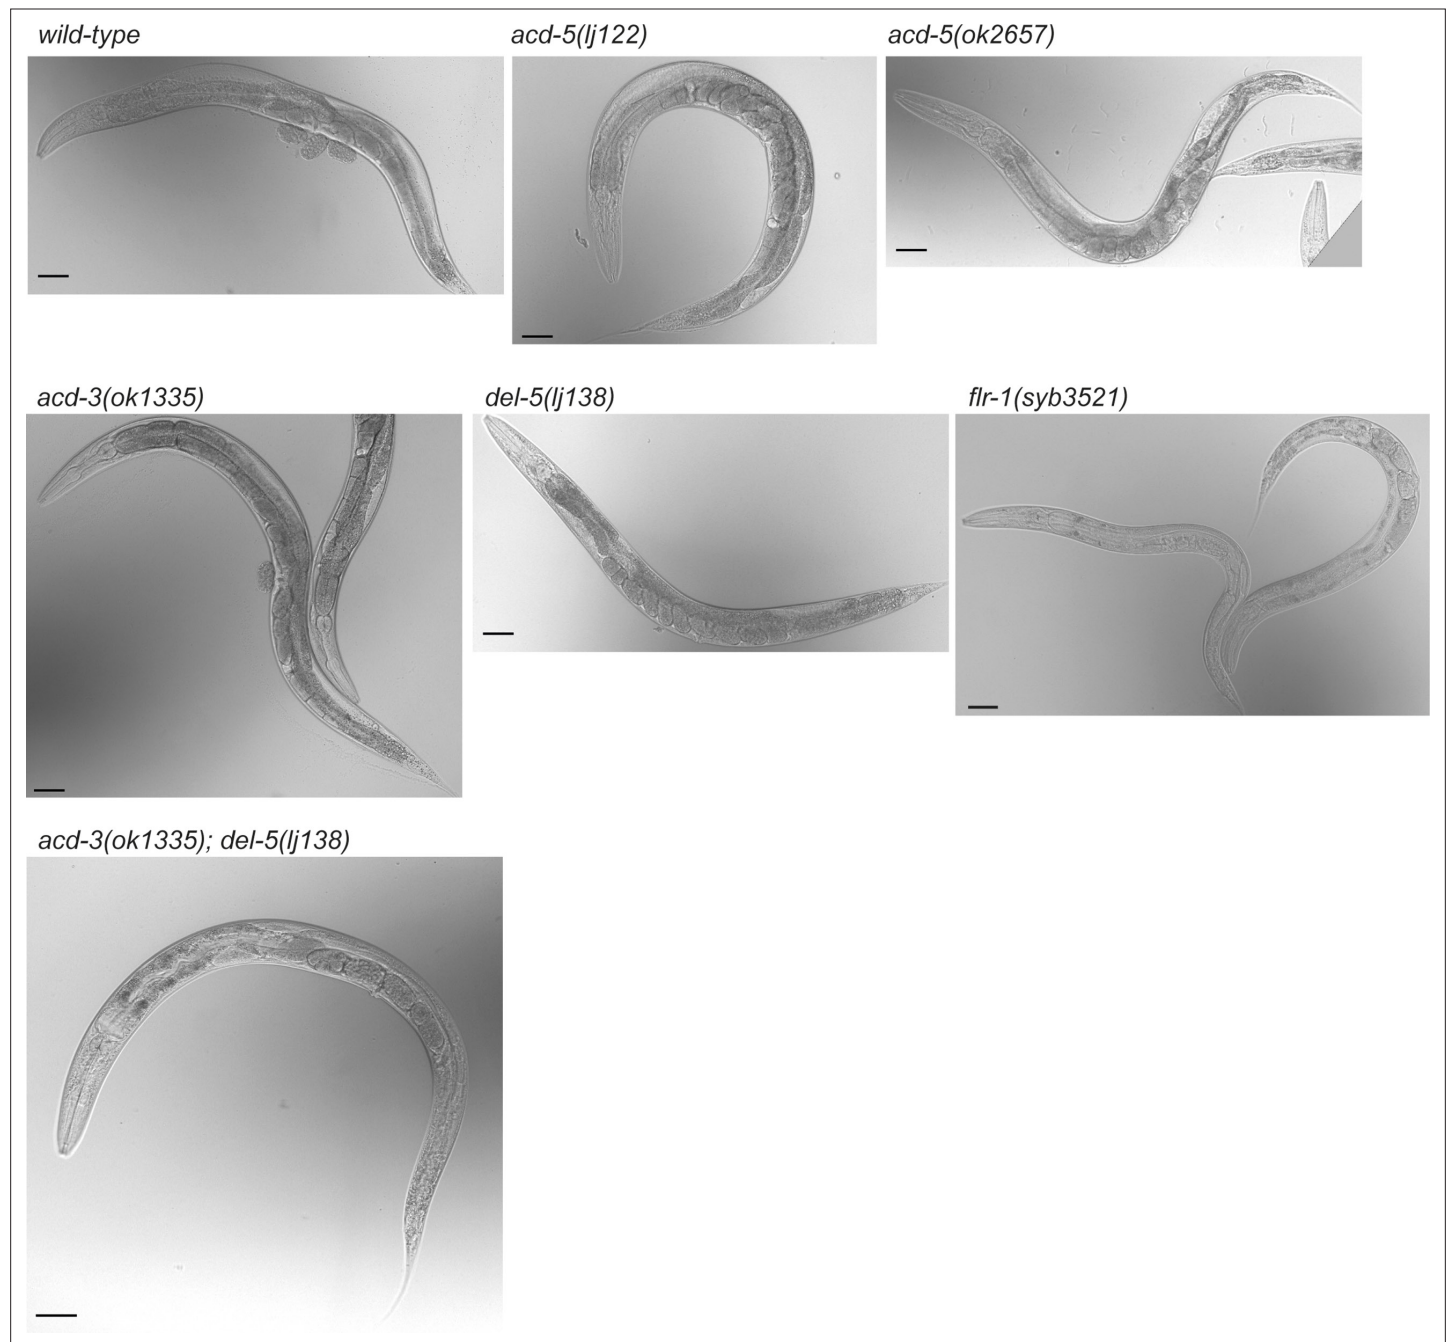 wild-type
acd-5(lj122)
acd-5(ok2657)
acd-3(ok1335)
del-5(lj138)
flr-1(syb3521)
acd-3(ok1335); del-5(lj138)